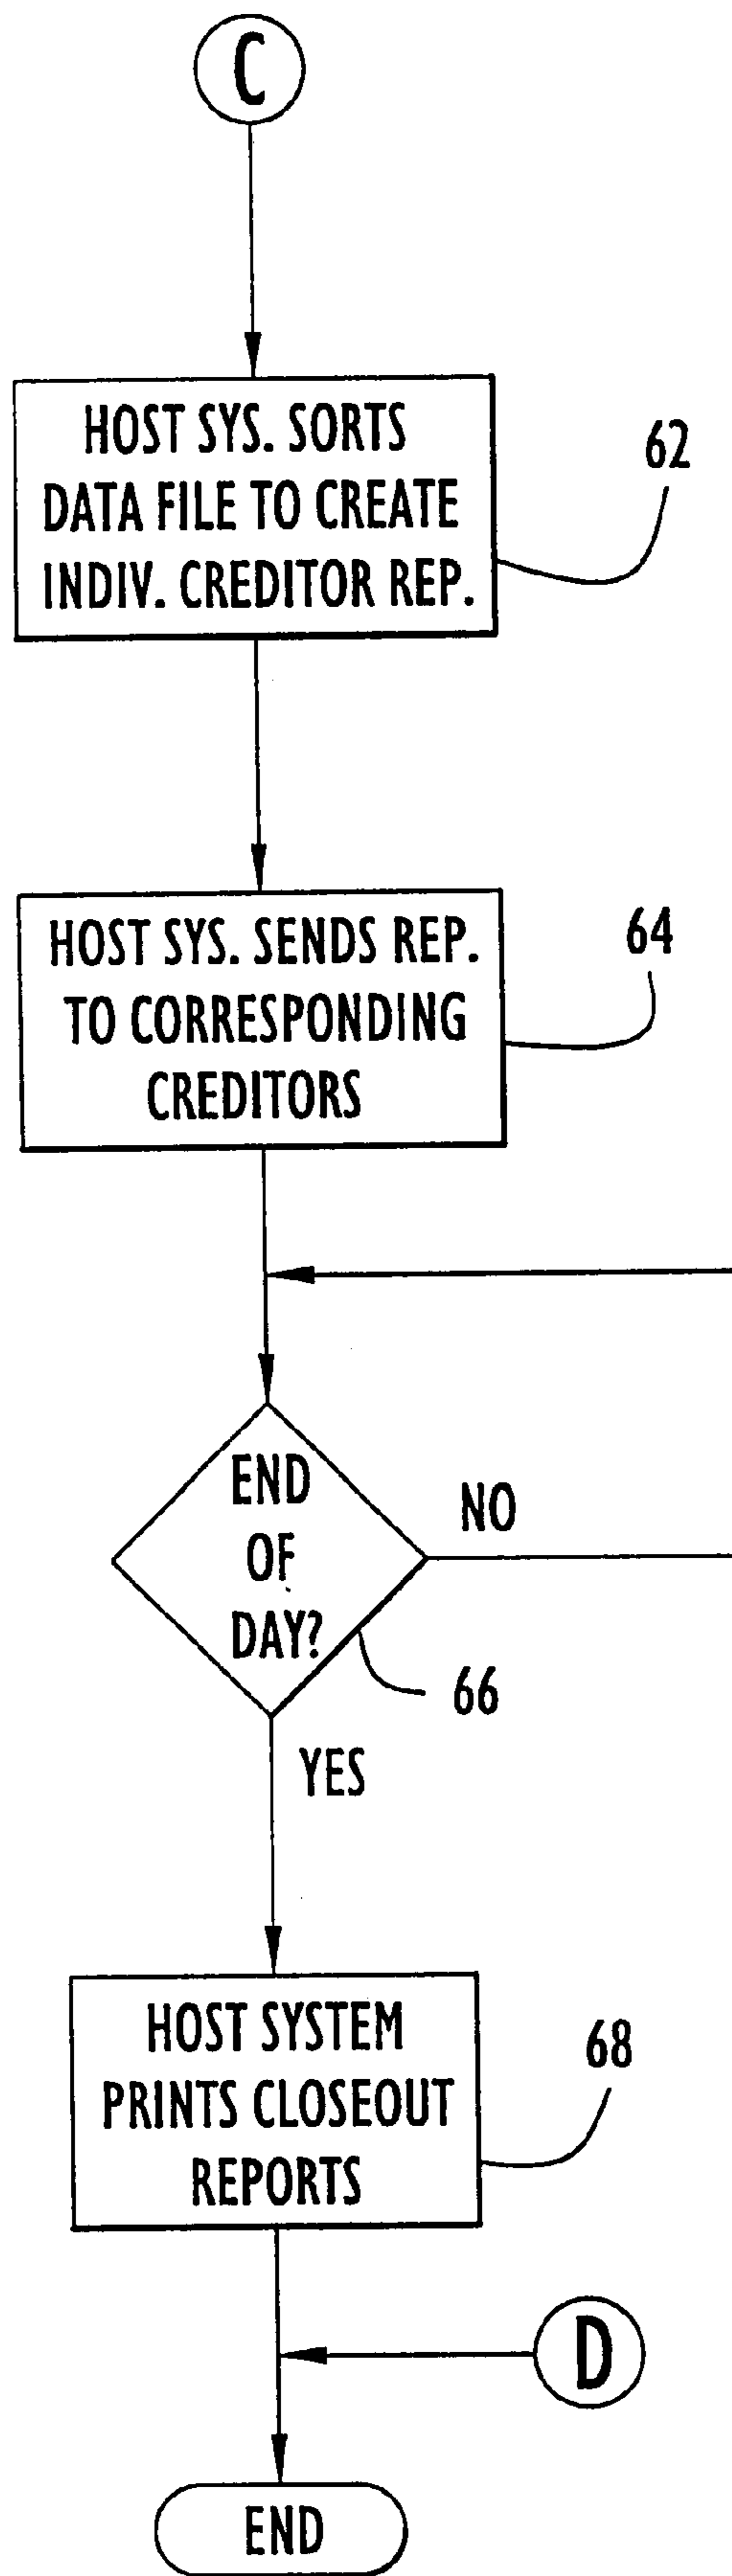 C
HOST SYS. SORTS
DATA FILE TO CREATE
INDIV. CREDITOR REP.
62
HOST SYS. SENDS REP.
TO CORRESPONDING
CREDITORS
64
END
OF
DAY?
NO
66
YES
HOST SYSTEM
PRINTS CLOSEOUT
REPORTS
68
D
END